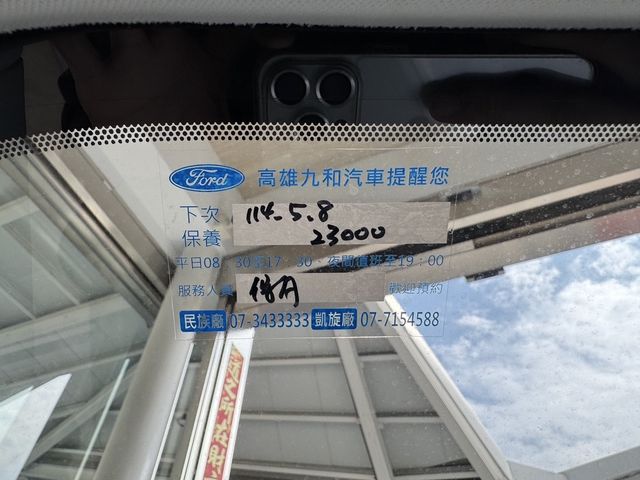 Ford 高雄九和汽車提醒您
下次 114.5.8
保養 23000
平日08:30至17:30、夜間值班至19:00
服務人員 歡迎預約
民族廠 07-3433333 凱旋廠 07-7154588